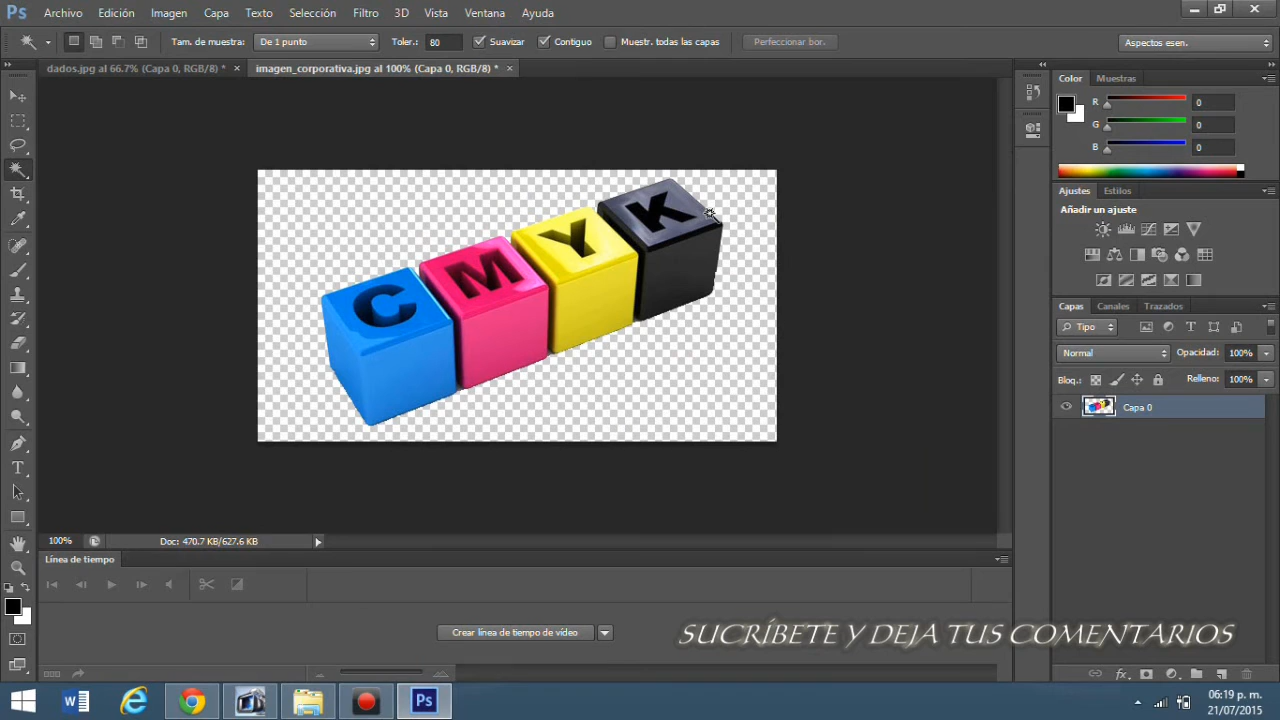 Ps Archivo Edición Imagen Capa Texto Selección Filtro 3D Vista Ventana Ayuda
Tam. de muestra: De 1 punto Toler.: 80 Suavizar Contiguo Muestr. todas las capas Perfeccionar bor. Aspectos esen.
dados.jpg al 66.7% (Capa 0, RGB/8) * × imagen_corporativa.jpg al 100% (Capa 0, RGB/8) * ×
Color Muestras
R 0
G 0
B 0
Ajustes Estilos
Añadir un ajuste
C M Y K
Capas Canales Trazados
Tipo
Normal Opacidad: 100%
Bloq.: Relleno: 100%
Capa 0
T
100% Doc: 470.7 KB/627.6 KB
Línea de tiempo
Crear línea de tiempo de vídeo
SUCRÍBETE Y DEJA TUS COMENTARIOS
fx
Ps
06:19 p. m.
21/07/2015